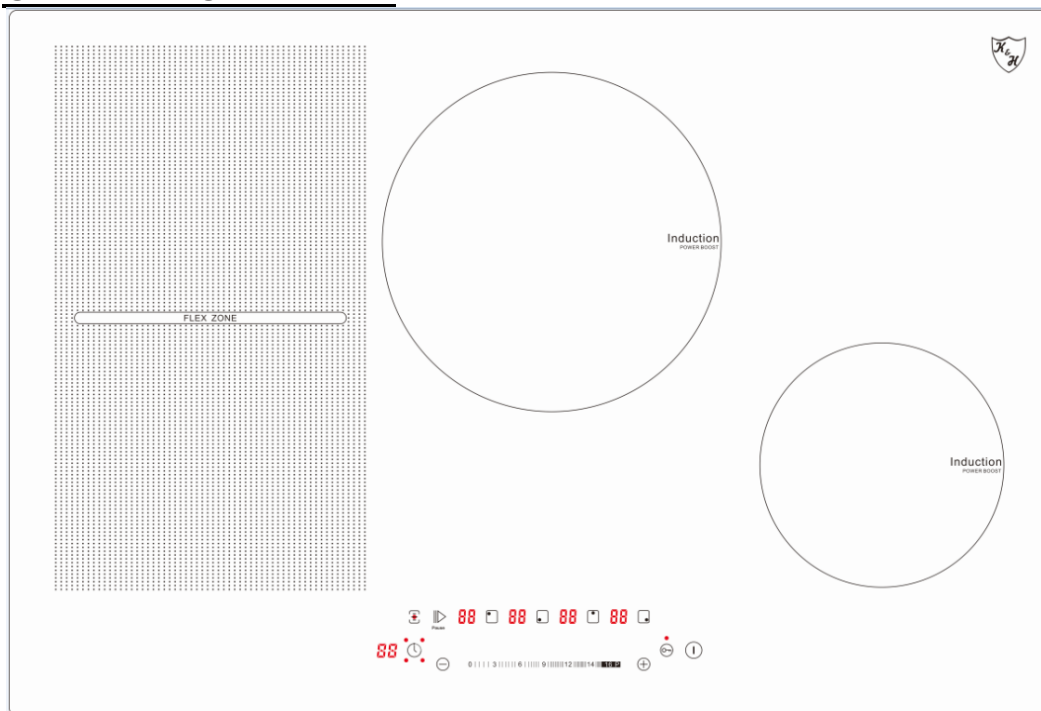 K&H
Induction
POWER BOOST
FLEX ZONE
Induction
POWER BOOST
Pause
88 88 88 88
88
0 3 6 9 12 14 16 P